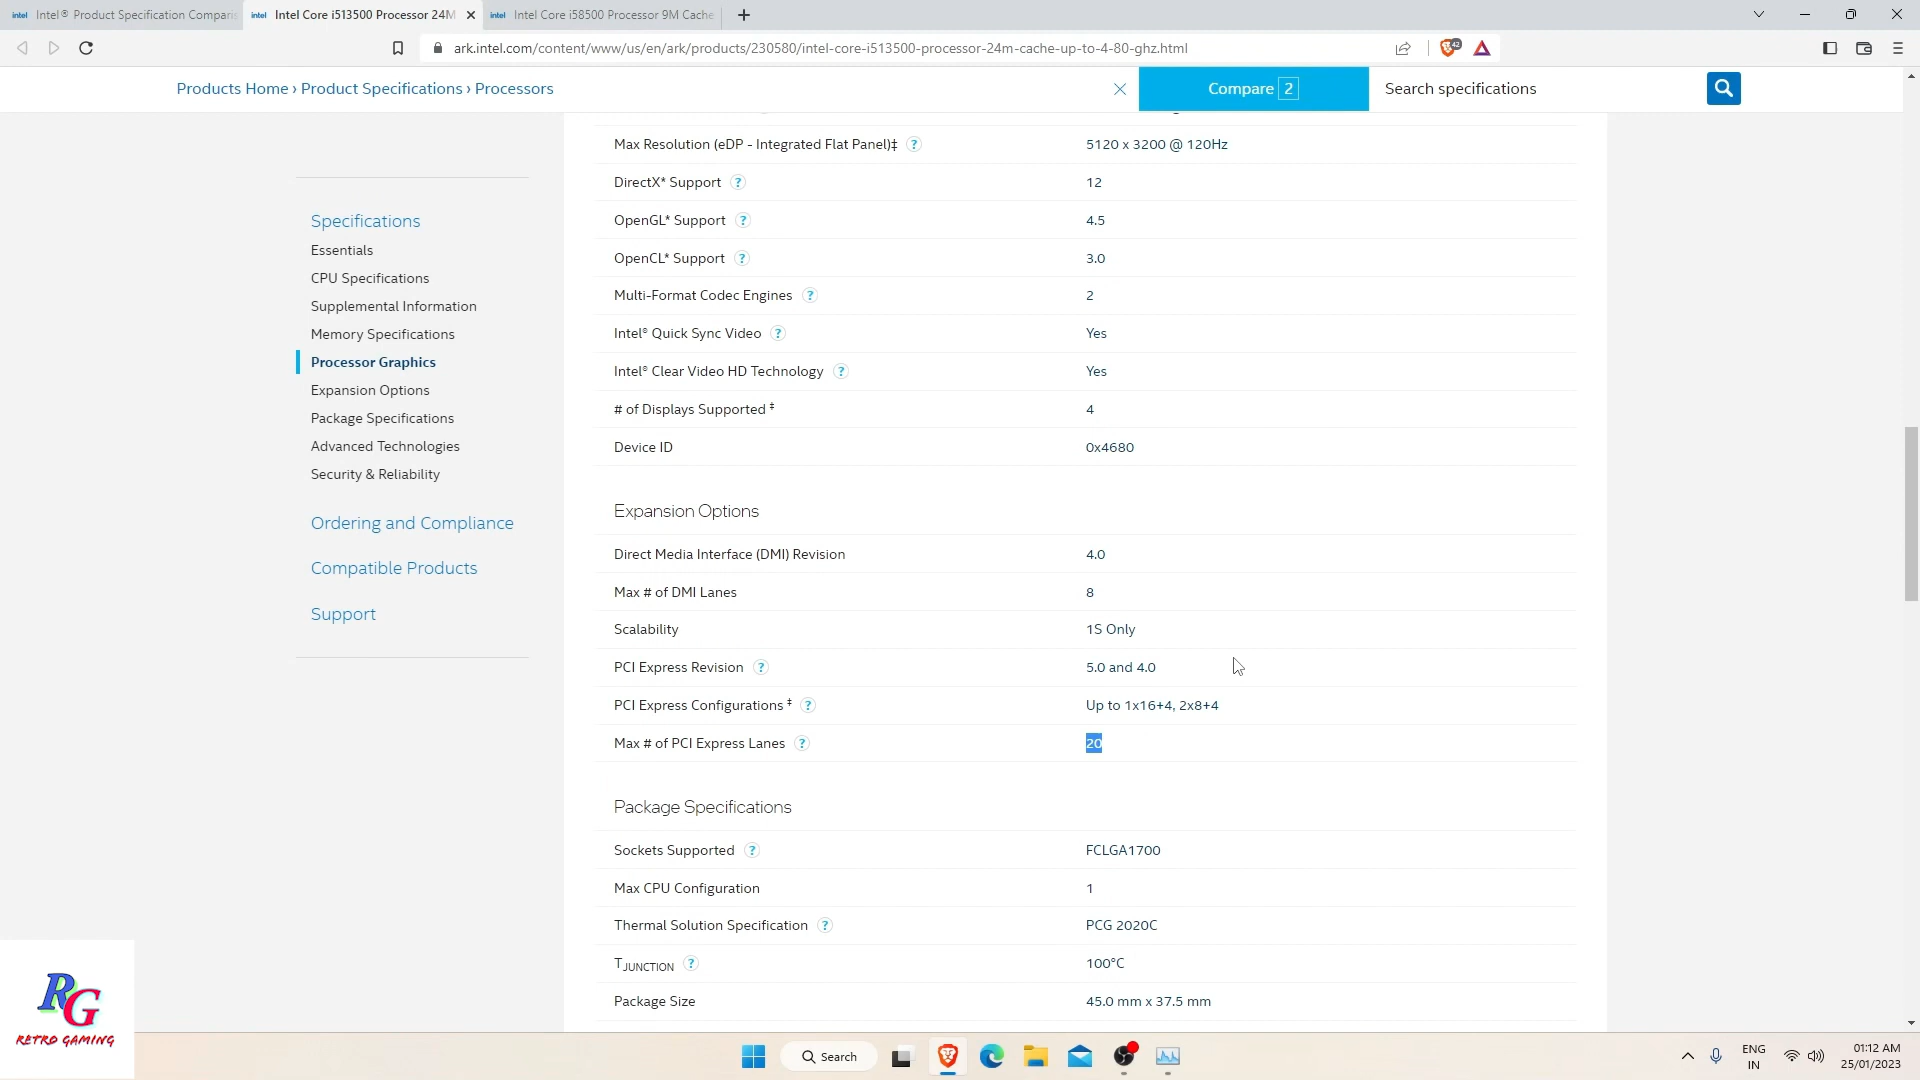 intel Intel® Product Specification Comparis
intel Intel Core i513500 Processor 24M
intel Intel Core i58500 Processor 9M Cache
ark.intel.com/content/www/us/en/ark/products/230580/intel-core-i513500-processor-24m-cache-up-to-4-80-ghz.html
42
Products Home › Product Specifications › Processors
Compare 2
Search specifications
Specifications
Essentials
CPU Specifications
Supplemental Information
Memory Specifications
Processor Graphics
Expansion Options
Package Specifications
Advanced Technologies
Security & Reliability
Ordering and Compliance
Compatible Products
Support
Max Resolution (eDP - Integrated Flat Panel)‡ ? 5120 x 3200 @ 120Hz
DirectX* Support ? 12
OpenGL* Support ? 4.5
OpenCL* Support ? 3.0
Multi-Format Codec Engines ? 2
Intel® Quick Sync Video ? Yes
Intel® Clear Video HD Technology ? Yes
# of Displays Supported ‡ 4
Device ID 0x4680
Expansion Options
Direct Media Interface (DMI) Revision 4.0
Max # of DMI Lanes 8
Scalability 1S Only
PCI Express Revision ? 5.0 and 4.0
PCI Express Configurations ‡ ? Up to 1x16+4, 2x8+4
Max # of PCI Express Lanes ? 20
Package Specifications
Sockets Supported ? FCLGA1700
Max CPU Configuration 1
Thermal Solution Specification ? PCG 2020C
TJUNCTION ? 100°C
Package Size 45.0 mm x 37.5 mm
RG
RETRO GAMING
Search
ENG
IN
01:12 AM
25/01/2023